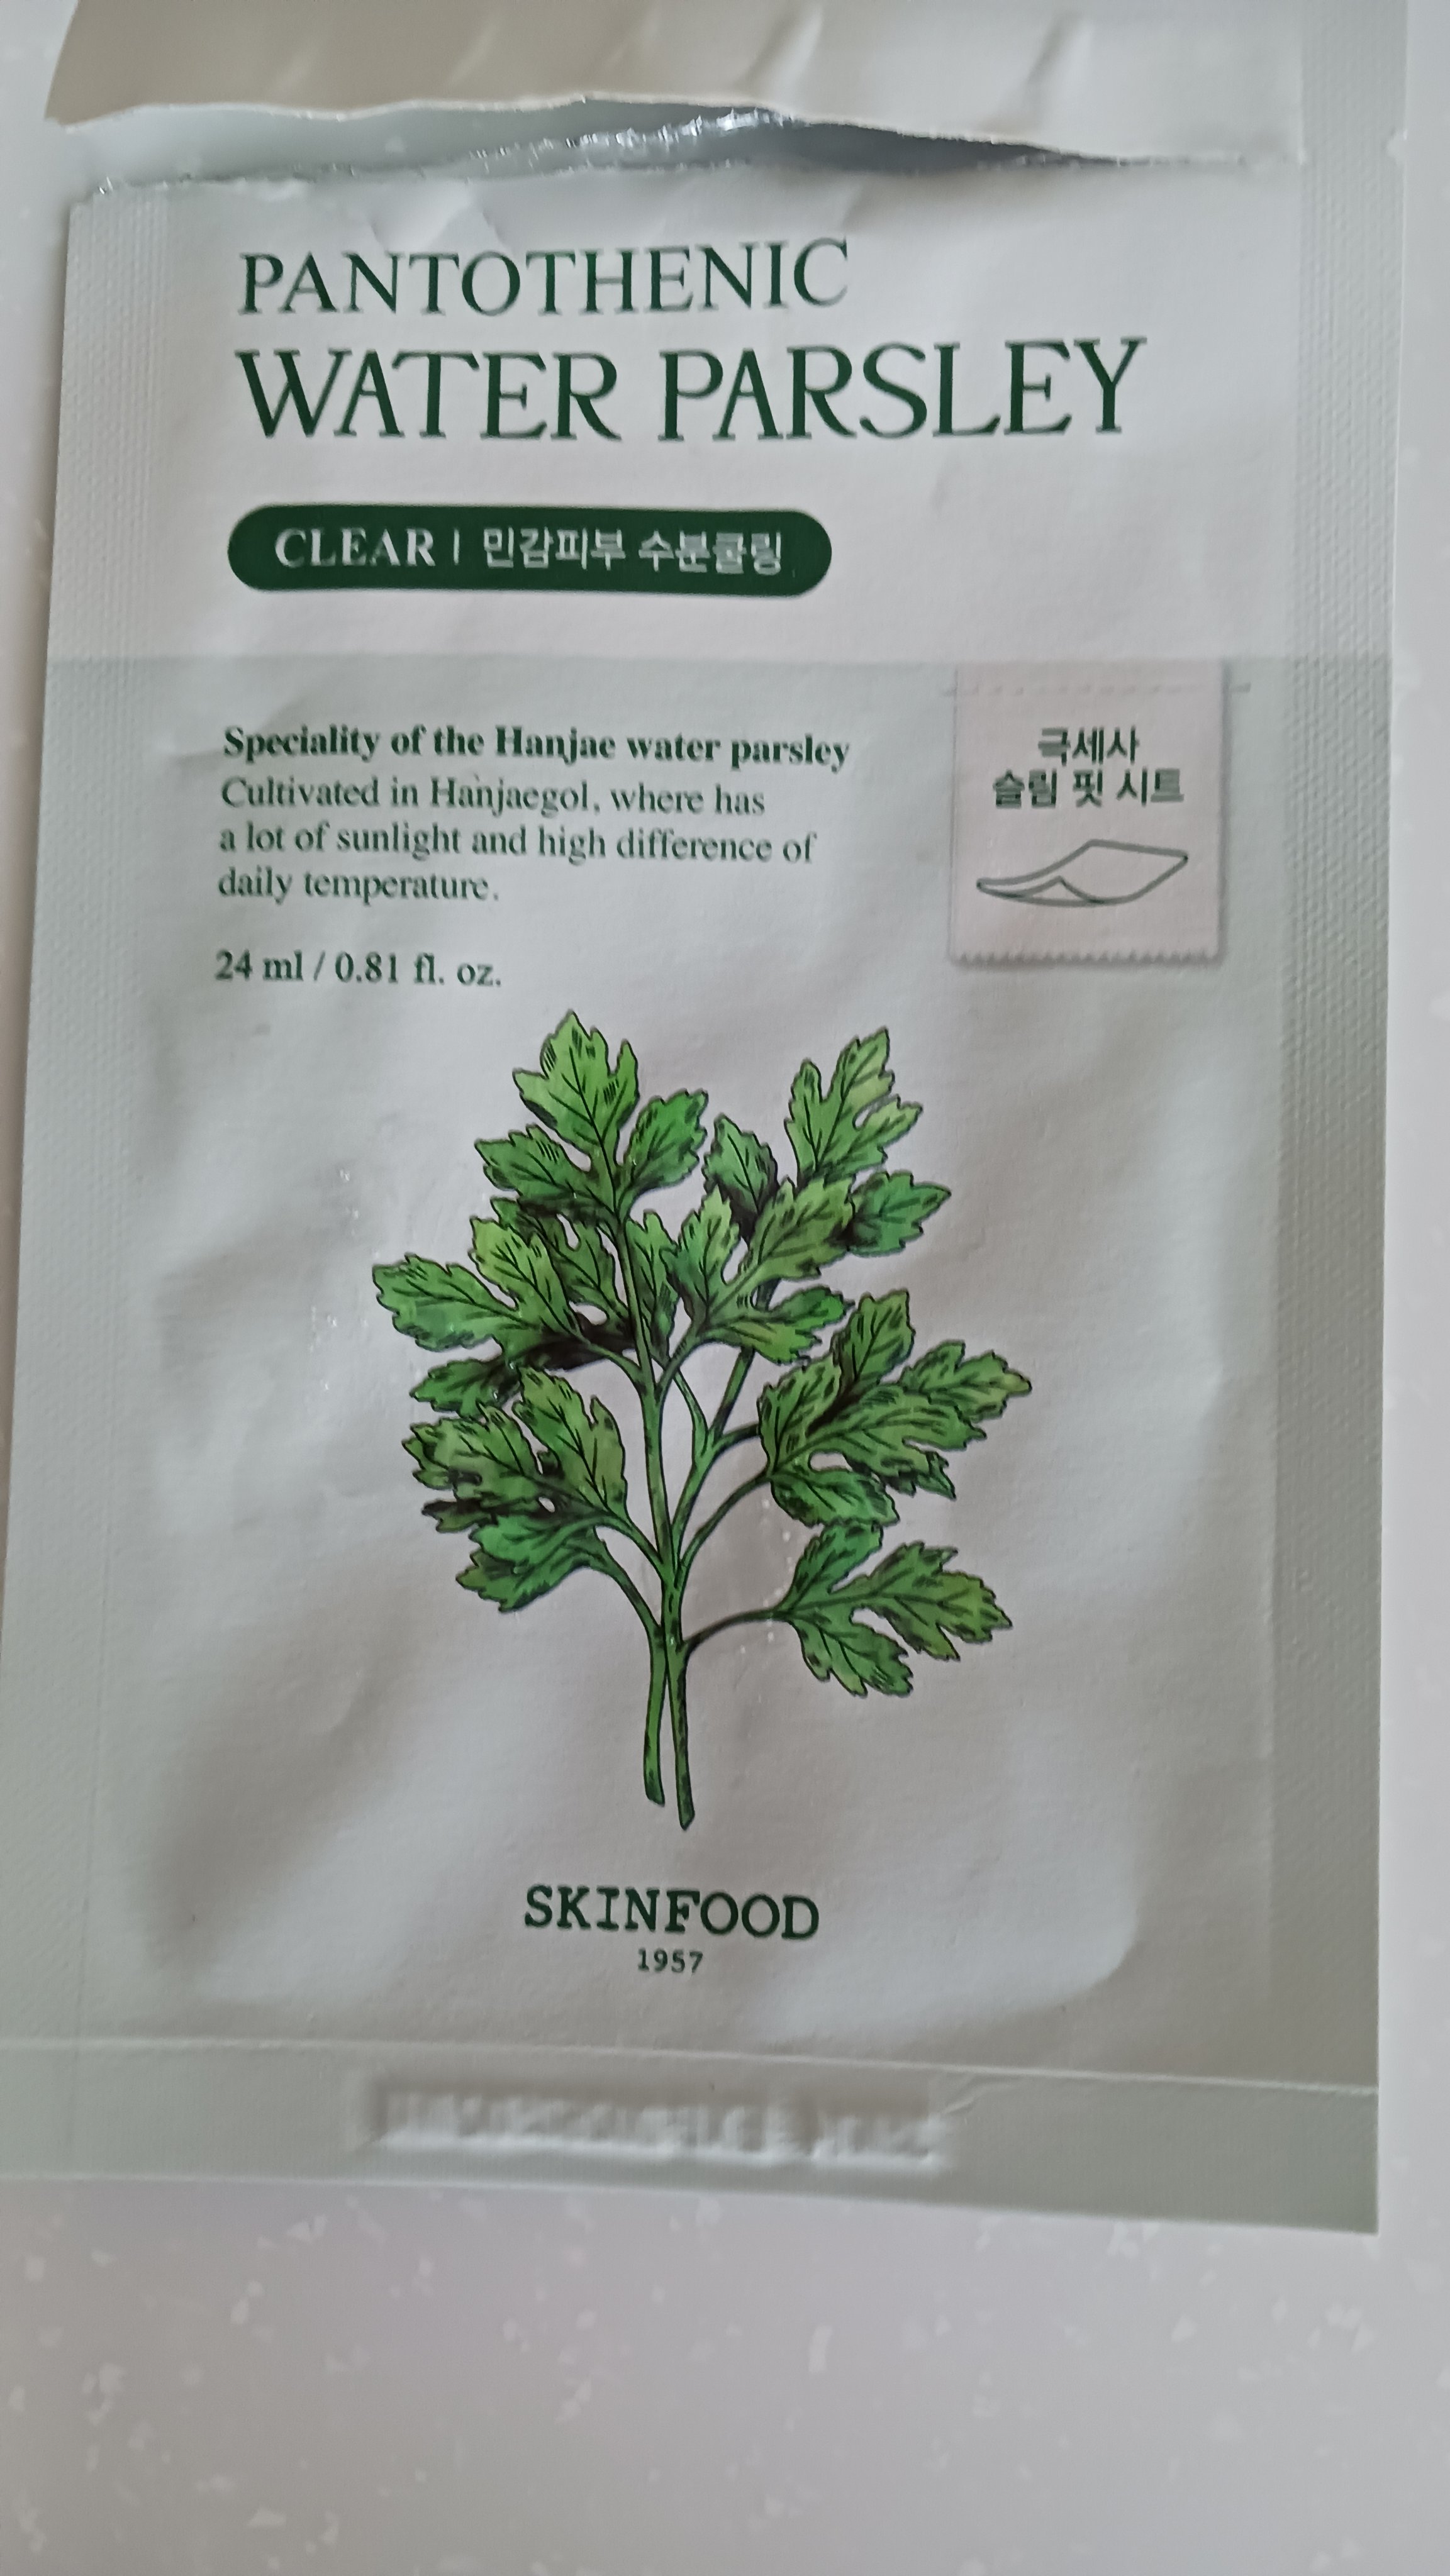 PANTOTHENIC
WATER PARSLEY
CLEAR | 민감피부 수분쿨링
Speciality of the Hanjae water parsley
Cultivated in Hanjaegol, where has
a lot of sunlight and high difference of
daily temperature.
24 ml / 0.81 fl. oz.
극세사
슬림 핏 시트
SKINFOOD
1957